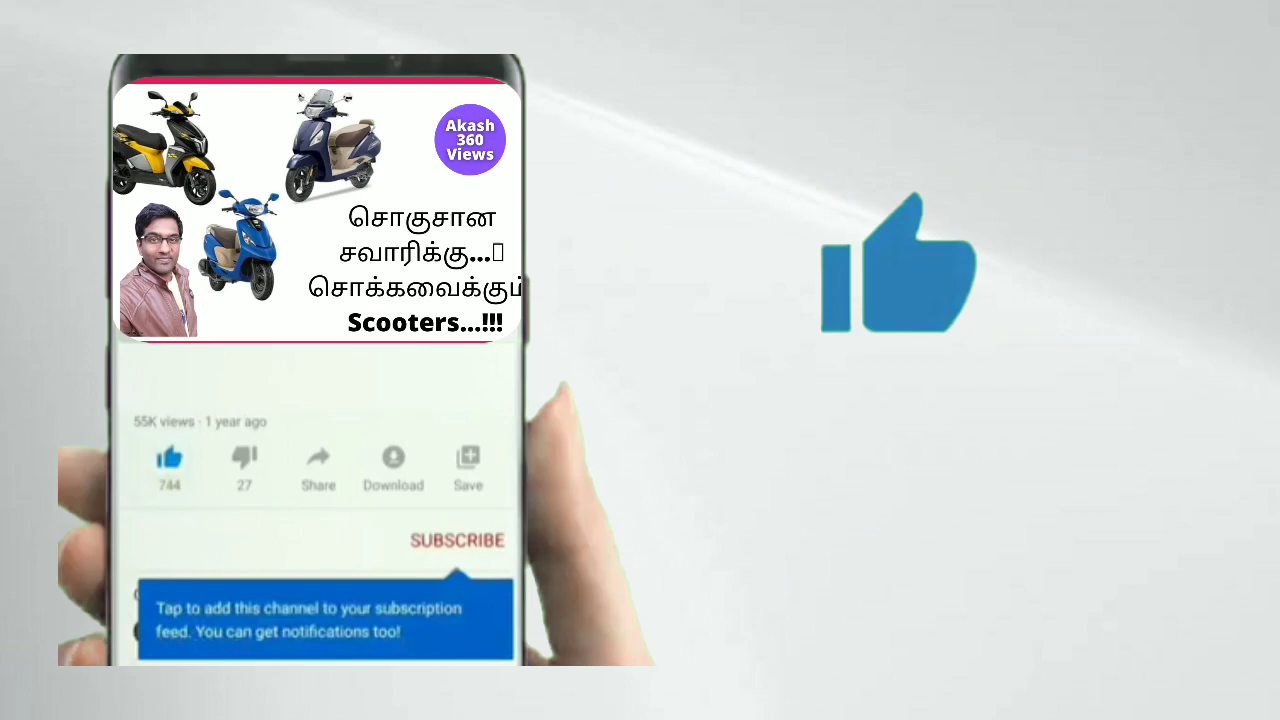 Akash
360
Views
சொகுசான
சவாரிக்கு...
சொக்கவைக்கும்
Scooters...!!!
55K views · 1 year ago
744
27
Share
Download
Save
SUBSCRIBE
Tap to add this channel to your subscription
feed. You can get notifications too!